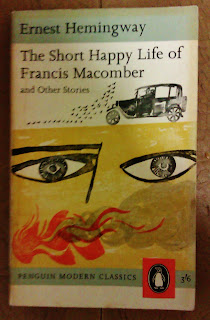 Ernest Hemingway
The Short Happy Life of
Francis Macomber
and Other Stories
PENGUIN MODERN CLASSICS
3/6